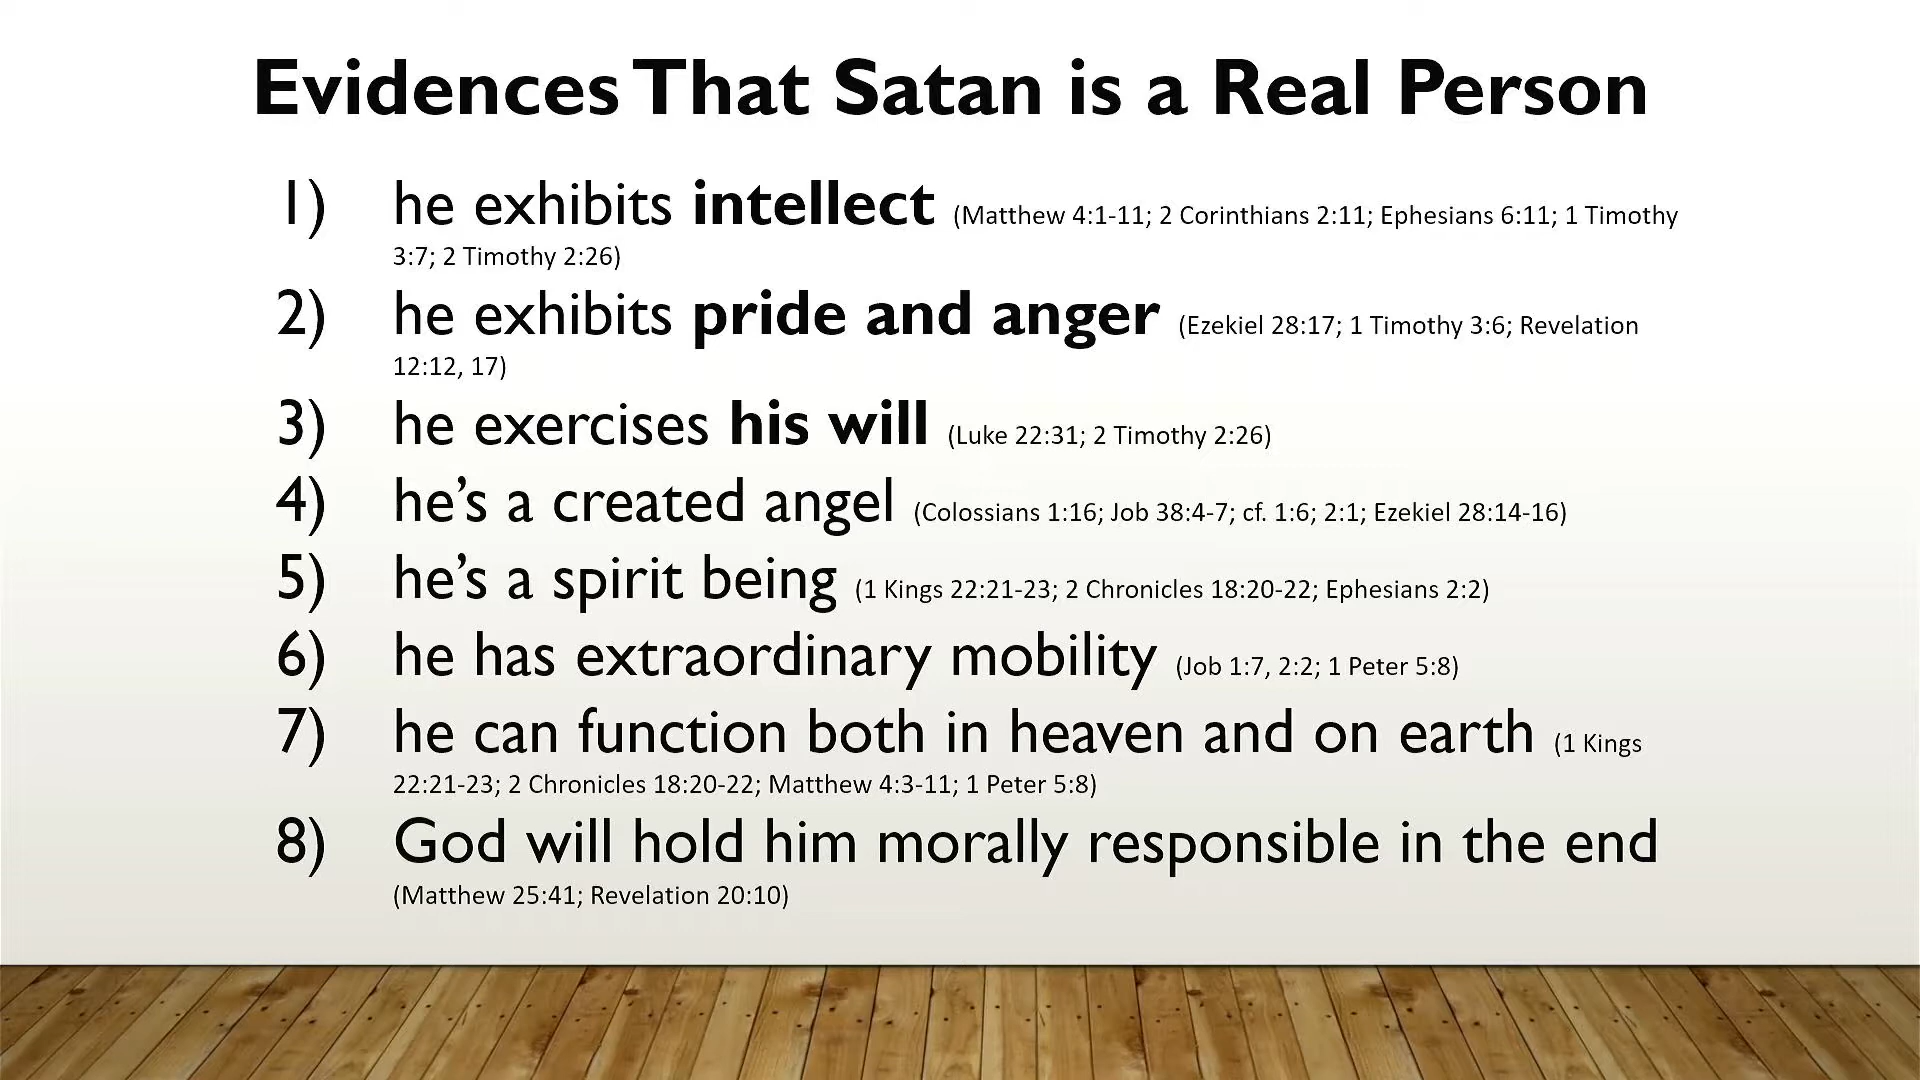 Evidences That Satan is a Real Person
1) he exhibits intellect (Matthew 4:1-11; 2 Corinthians 2:11; Ephesians 6:11; 1 Timothy
3:7; 2 Timothy 2:26)
2) he exhibits pride and anger (Ezekiel 28:17; 1 Timothy 3:6; Revelation
12:12, 17)
3) he exercises his will (Luke 22:31; 2 Timothy 2:26)
4) he’s a created angel (Colossians 1:16; Job 38:4-7; cf. 1:6; 2:1; Ezekiel 28:14-16)
5) he’s a spirit being (1 Kings 22:21-23; 2 Chronicles 18:20-22; Ephesians 2:2)
6) he has extraordinary mobility (Job 1:7, 2:2; 1 Peter 5:8)
7) he can function both in heaven and on earth (1 Kings
22:21-23; 2 Chronicles 18:20-22; Matthew 4:3-11; 1 Peter 5:8)
8) God will hold him morally responsible in the end
(Matthew 25:41; Revelation 20:10)